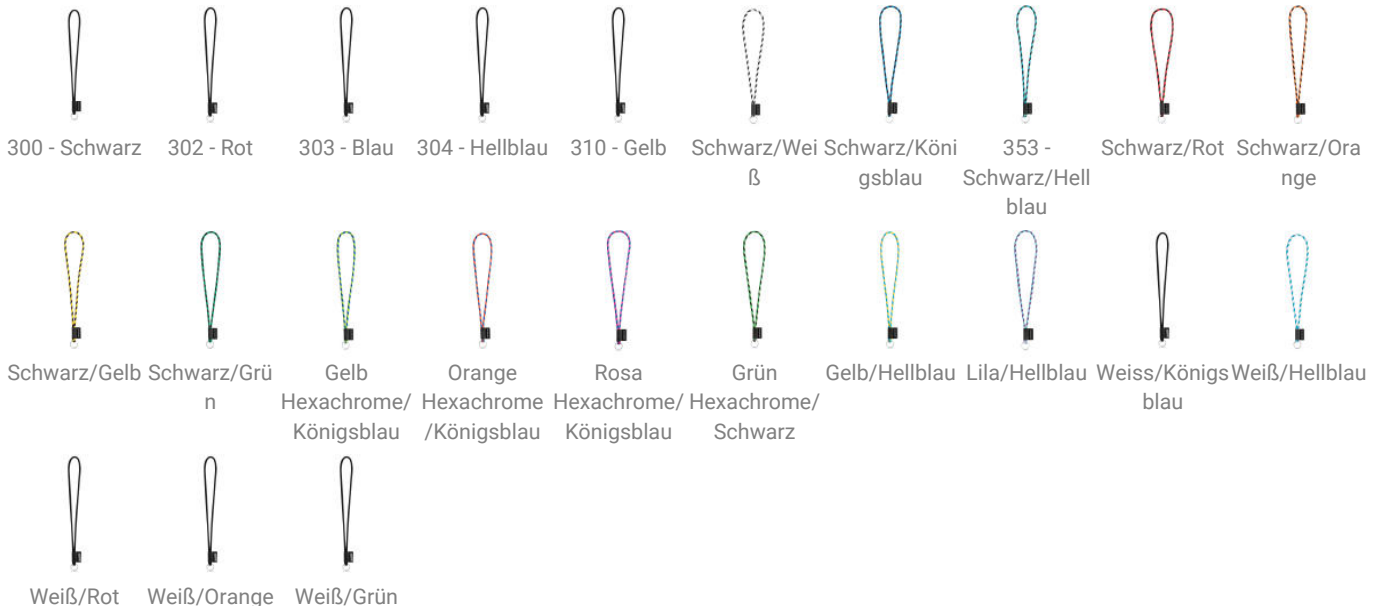 300 - Schwarz 302 - Rot 303 - Blau 304 - Hellblau 310 - Gelb Schwarz/Wei Schwarz/Köni 353 - Schwarz/Rot Schwarz/Ora
ß gsblau Schwarz/Hell nge
blau
Schwarz/Gelb Schwarz/Grü Gelb Orange Rosa Grün Gelb/Hellblau Lila/Hellblau Weiss/Königs Weiß/Hellblau
n Hexachrome/ Hexachrome Hexachrome/ Hexachrome/ blau
Königsblau /Königsblau Königsblau Schwarz
Weiß/Rot Weiß/Orange Weiß/Grün